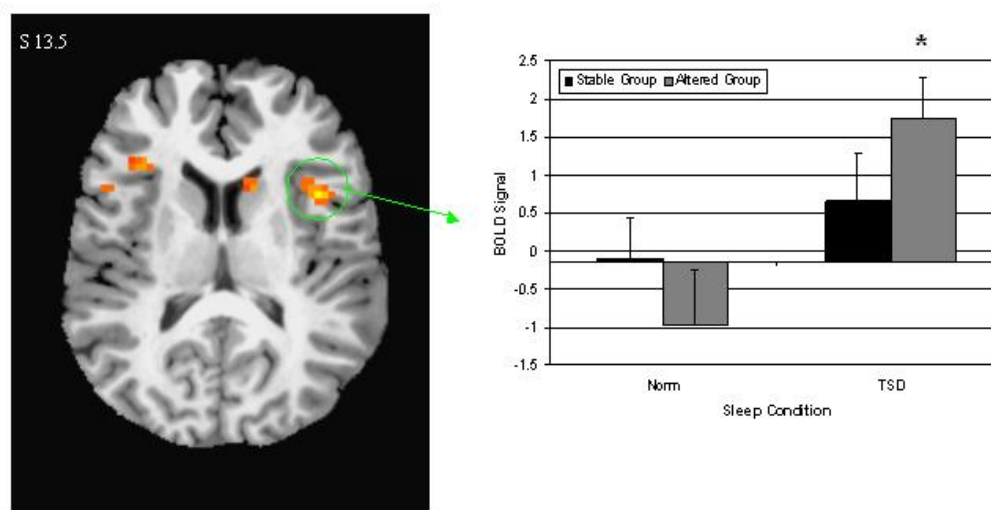 S 13.5
*
Stable Group Altered Group
2.5
2
1.5
1
0.5
0
-0.5
-1
-1.5
BOLD Signal
Norm TSD
Sleep Condition